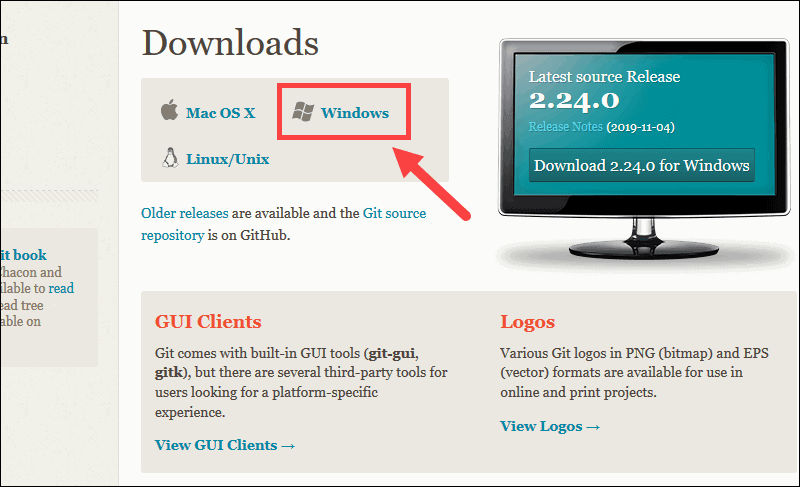 Downloads
Mac OS X
Windows
Linux/Unix
Older releases are available and the Git source
repository is on GitHub.
Latest source Release
2.24.0
Release Notes (2019-11-04)
Download 2.24.0 for Windows
n
it book
Chacon and
ilable to read
ead tree
able on
GUI Clients
Git comes with built-in GUI tools (git-gui,
gitk), but there are several third-party tools for
users looking for a platform-specific
experience.
View GUI Clients →
Logos
Various Git logos in PNG (bitmap) and EPS
(vector) formats are available for use in
online and print projects.
View Logos →